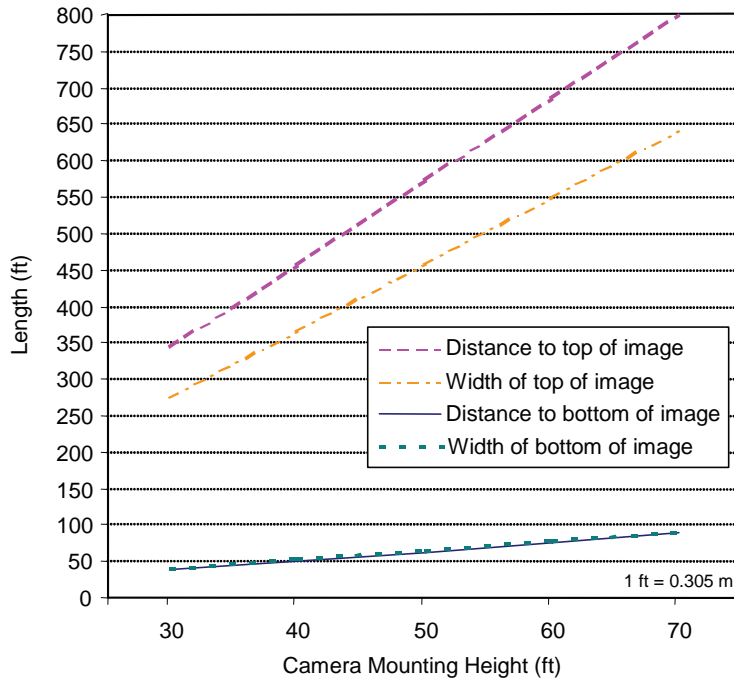 800
750
700
650
600
550
500
450
400
350
300
250
200
150
100
50
0
Length (ft)
Distance to top of image
Width of top of image
Distance to bottom of image
Width of bottom of image
1 ft = 0.305 m
30 40 50 60 70
Camera Mounting Height (ft)